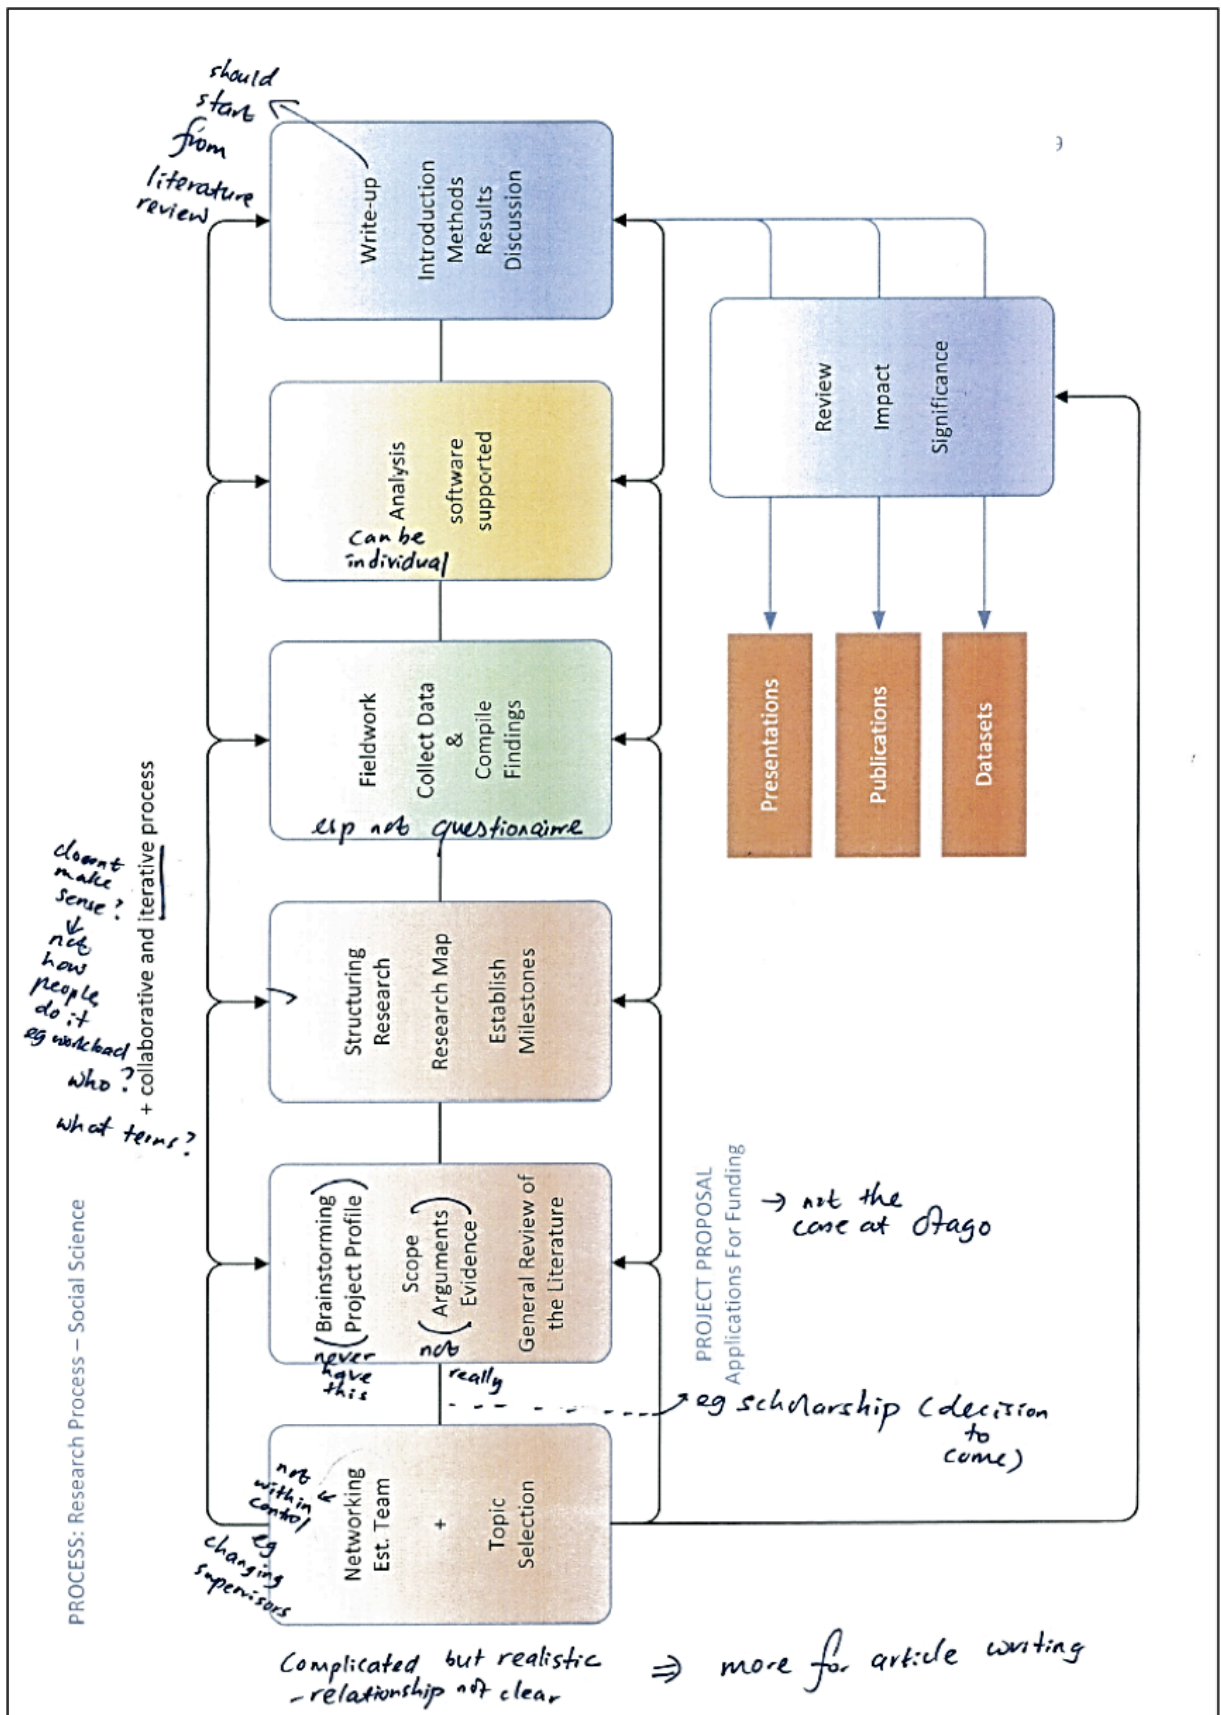 PROCESS: Research Process – Social Science
+ collaborative and iterative process
doesnt
make
sense?
↓
not
how
people
do it
eg workload
who?
what terms?
Networking
Est. Team
+
Topic
Selection
not
within
control
eg
changing
supervisors
(Brainstorming)
(Project Profile)
never
have
this
Scope
(Arguments)
Evidence
not
really
General Review of
the Literature
Structuring
Research
Research Map
Establish
Milestones
Fieldwork
Collect Data
&
Compile
Findings
esp not questionairre
Analysis
software
supported
can be
individual
Write-up
Introduction
Methods
Results
Discussion
should
start
from
literature
review
PROJECT PROPOSAL
Applications For Funding
→ not the
case at Otago
eg scholarship (decision
to
come)
Review
Impact
Significance
Presentations
Publications
Datasets
9
Complicated but realistic ⇒ more for article writing
- relationship not clear